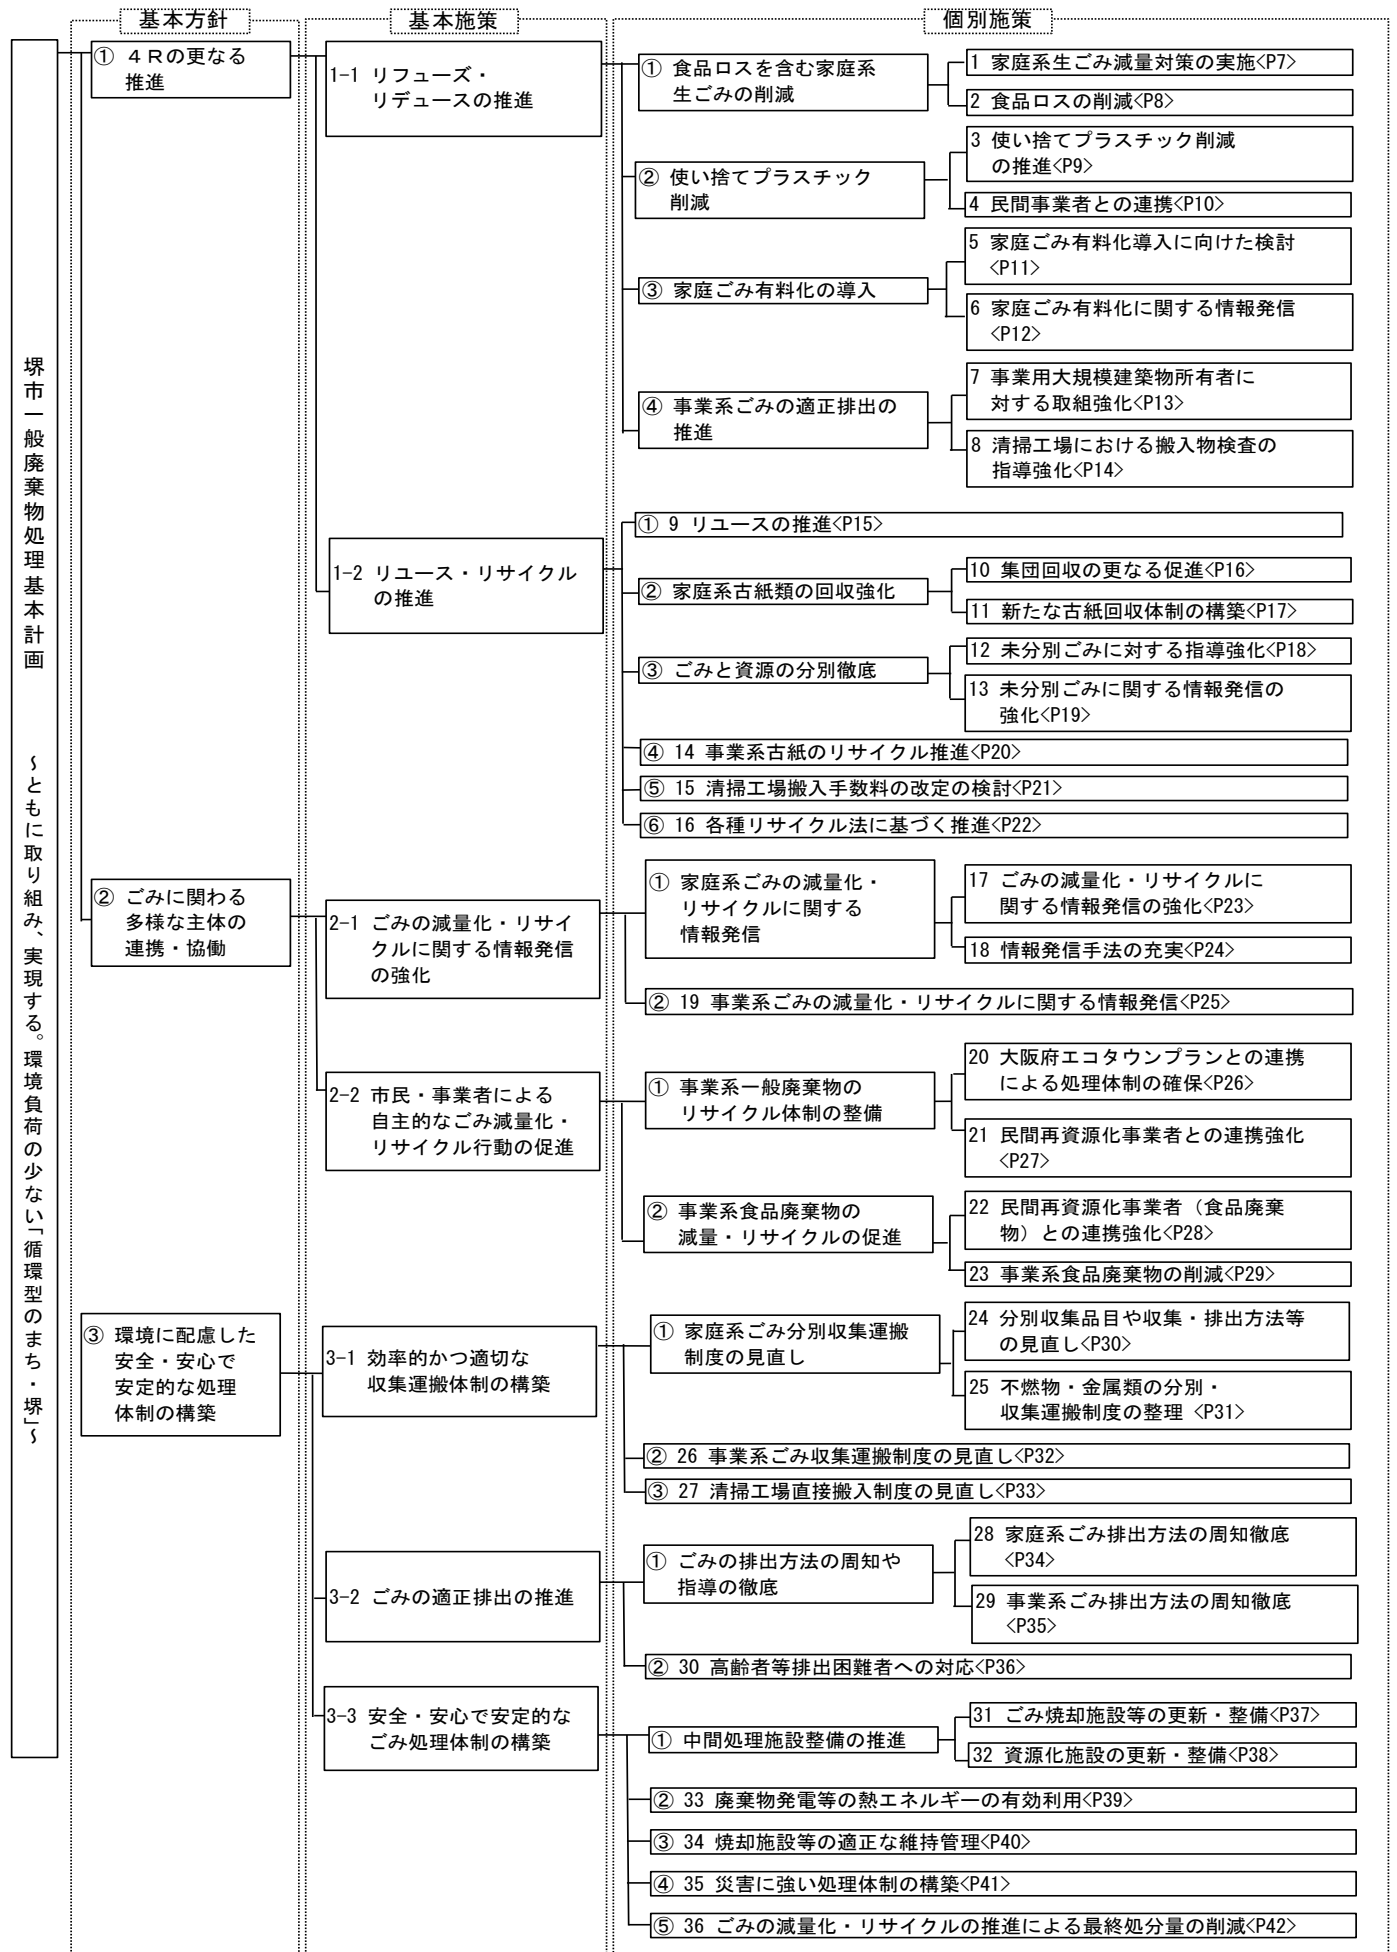 基本方針
基本施策
個別施策
堺市一般廃棄物処理基本計画 ~ともに取り組み、実現する。環境負荷の少ない「循環型のまち・堺」~
① 4Rの更なる
推進
1-1 リフューズ・
リデュースの推進
① 食品ロスを含む家庭系
生ごみの削減
1 家庭系生ごみ減量対策の実施<P7>
2 食品ロスの削減<P8>
② 使い捨てプラスチック
削減
3 使い捨てプラスチック削減
の推進<P9>
4 民間事業者との連携<P10>
③ 家庭ごみ有料化の導入
5 家庭ごみ有料化導入に向けた検討
<P11>
6 家庭ごみ有料化に関する情報発信
<P12>
④ 事業系ごみの適正排出の
推進
7 事業用大規模建築物所有者に
対する取組強化<P13>
8 清掃工場における搬入物検査の
指導強化<P14>
1-2 リユース・リサイクル
の推進
① 9 リユースの推進<P15>
② 家庭系古紙類の回収強化
10 集団回収の更なる促進<P16>
11 新たな古紙回収体制の構築<P17>
③ ごみと資源の分別徹底
12 未分別ごみに対する指導強化<P18>
13 未分別ごみに関する情報発信の
強化<P19>
④ 14 事業系古紙のリサイクル推進<P20>
⑤ 15 清掃工場搬入手数料の改定の検討<P21>
⑥ 16 各種リサイクル法に基づく推進<P22>
② ごみに関わる
多様な主体の
連携・協働
2-1 ごみの減量化・リサイ
クルに関する情報発信
の強化
① 家庭系ごみの減量化・
リサイクルに関する
情報発信
17 ごみの減量化・リサイクルに
関する情報発信の強化<P23>
18 情報発信手法の充実<P24>
② 19 事業系ごみの減量化・リサイクルに関する情報発信<P25>
2-2 市民・事業者による
自主的なごみ減量化・
リサイクル行動の促進
① 事業系一般廃棄物の
リサイクル体制の整備
20 大阪府エコタウンプランとの連携
による処理体制の確保<P26>
21 民間再資源化事業者との連携強化
<P27>
② 事業系食品廃棄物の
減量・リサイクルの促進
22 民間再資源化事業者(食品廃棄
物)との連携強化<P28>
23 事業系食品廃棄物の削減<P29>
③ 環境に配慮した
安全・安心で
安定的な処理
体制の構築
3-1 効率的かつ適切な
収集運搬体制の構築
① 家庭系ごみ分別収集運搬
制度の見直し
24 分別収集品目や収集・排出方法等
の見直し<P30>
25 不燃物・金属類の分別・
収集運搬制度の整理 <P31>
② 26 事業系ごみ収集運搬制度の見直し<P32>
③ 27 清掃工場直接搬入制度の見直し<P33>
3-2 ごみの適正排出の推進
① ごみの排出方法の周知や
指導の徹底
28 家庭系ごみ排出方法の周知徹底
<P34>
29 事業系ごみ排出方法の周知徹底
<P35>
② 30 高齢者等排出困難者への対応<P36>
3-3 安全・安心で安定的な
ごみ処理体制の構築
① 中間処理施設整備の推進
31 ごみ焼却施設等の更新・整備<P37>
32 資源化施設の更新・整備<P38>
② 33 廃棄物発電等の熱エネルギーの有効利用<P39>
③ 34 焼却施設等の適正な維持管理<P40>
④ 35 災害に強い処理体制の構築<P41>
⑤ 36 ごみの減量化・リサイクルの推進による最終処分量の削減<P42>